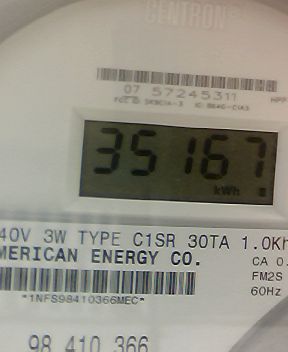 CENTRON®
07 57245311
35167
kWh
40V 3W TYPE C1SR 30TA 1.0Kh
MERICAN ENERGY CO.
CA 0.
FM2S
60Hz
*1NFS98410366MEC*
98 410 366